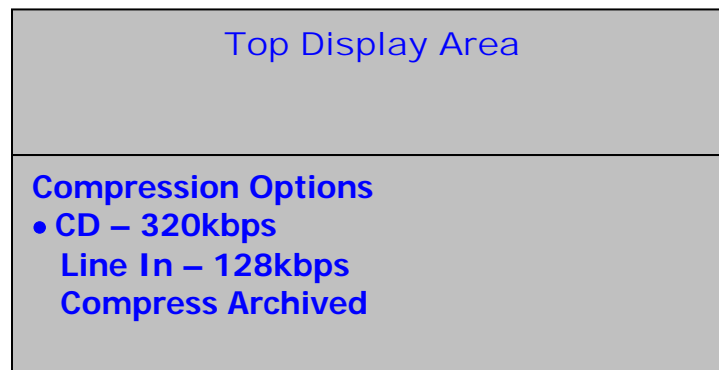 Top Display Area
Compression Options
• CD – 320kbps
Line In – 128kbps
Compress Archived